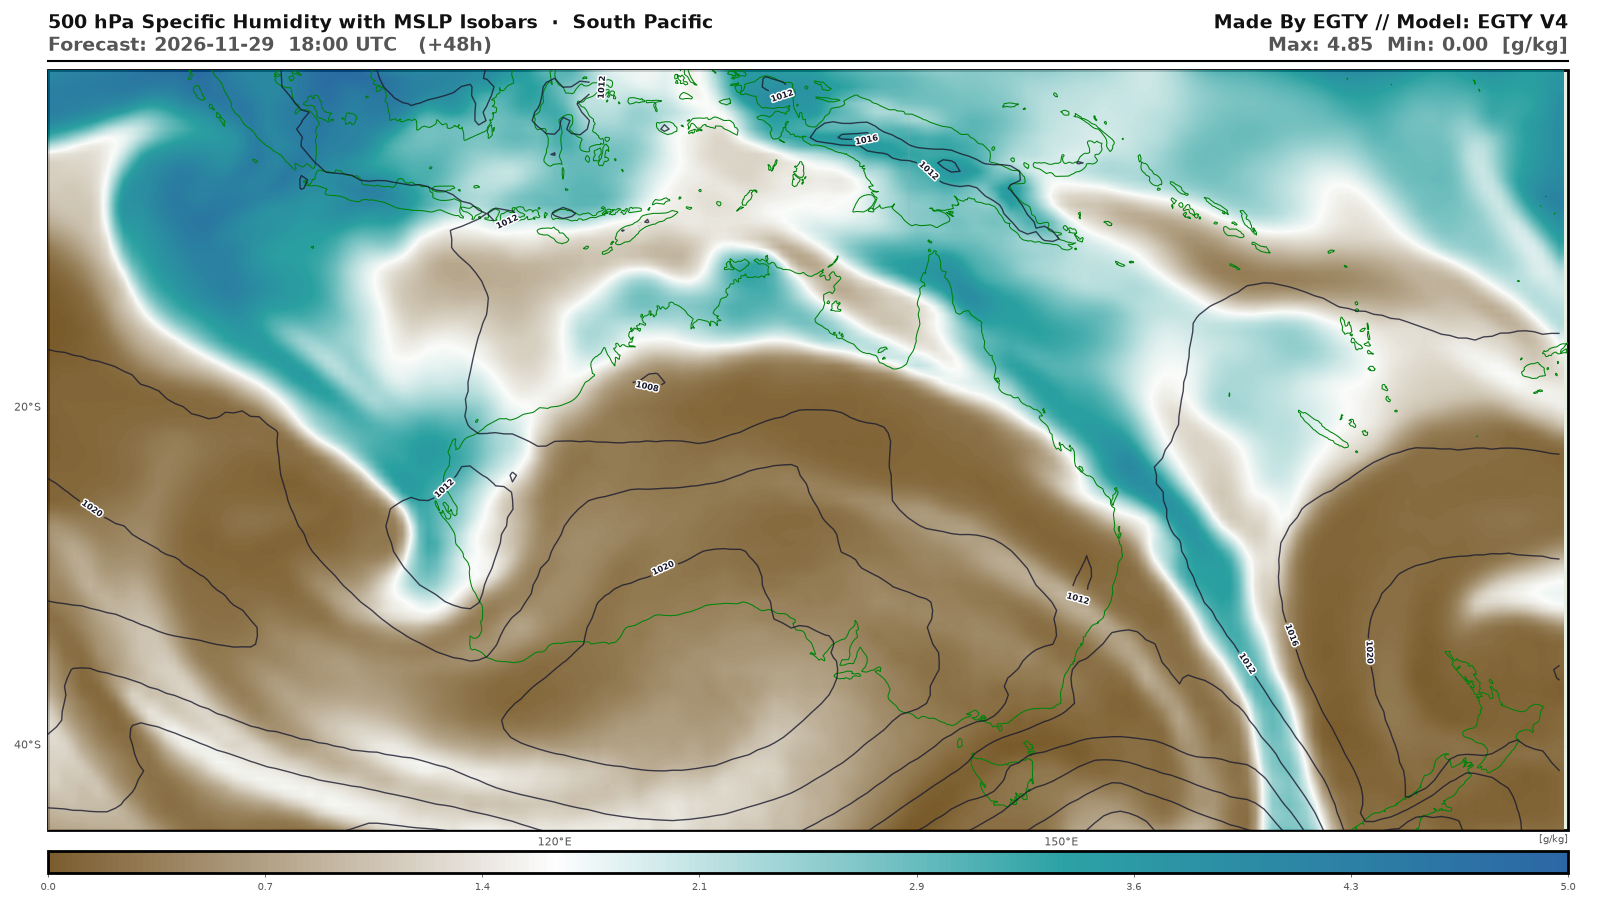 500 hPa Specific Humidity with MSLP Isobars · South Pacific
Made By EGTY // Model: EGTY V4
Forecast: 2026-11-29 18:00 UTC (+48h)
Max: 4.85 Min: 0.00 [g/kg]
1012
1012
1016
1012
1012
1008
20°S
1012
1020
1020
1012
1016
1020
1012
40°S
120°E
150°E
[g/kg]
0.0
0.7
1.4
2.1
2.9
3.6
4.3
5.0